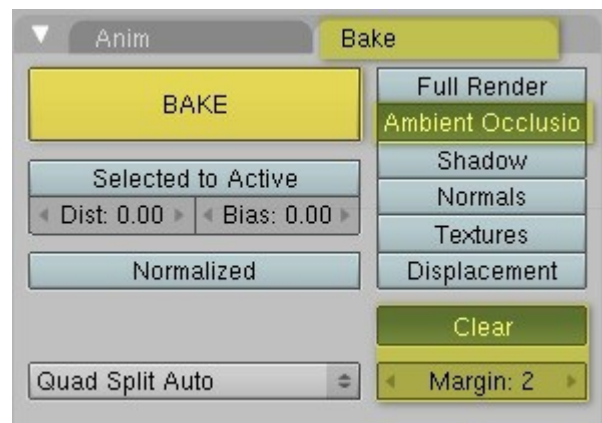 Anim
Bake
BAKE
Full Render
Ambient Occlusio
Shadow
Selected to Active
Normals
Dist: 0.00
Bias: 0.00
Textures
Normalized
Displacement
Clear
Quad Split Auto
Margin: 2